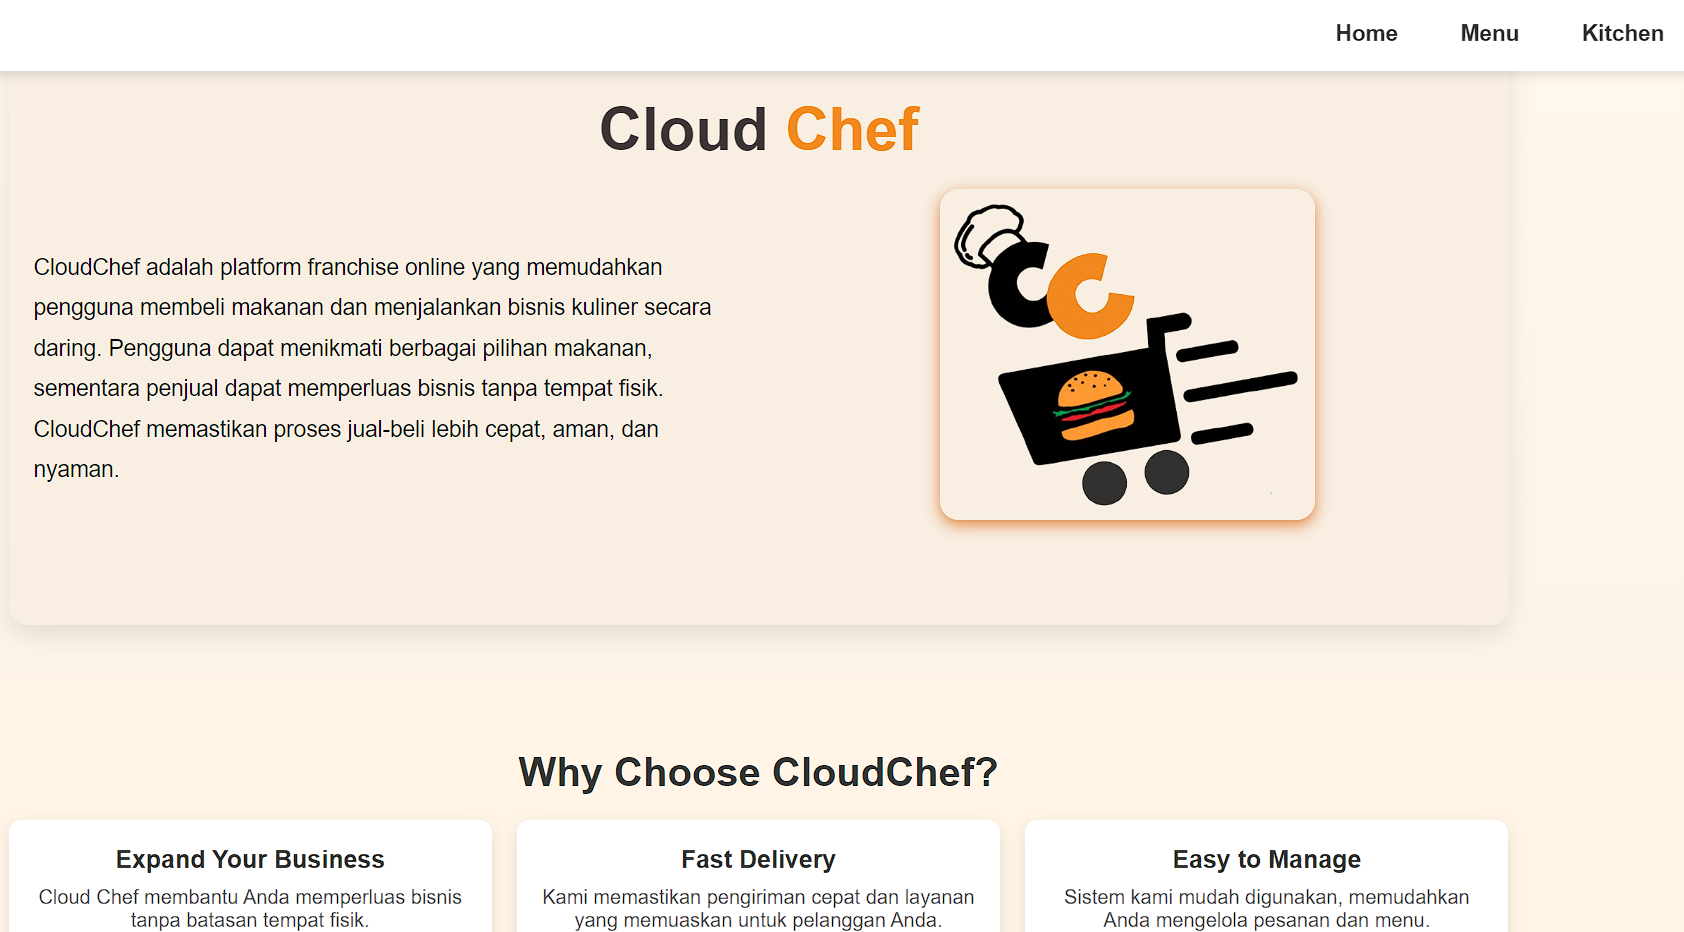 Home Menu Kitchen
Cloud Chef
CloudChef adalah platform franchise online yang memudahkan
pengguna membeli makanan dan menjalankan bisnis kuliner secara
daring. Pengguna dapat menikmati berbagai pilihan makanan,
sementara penjual dapat memperluas bisnis tanpa tempat fisik.
CloudChef memastikan proses jual-beli lebih cepat, aman, dan
nyaman.
CC
Why Choose CloudChef?
Expand Your Business
Cloud Chef membantu Anda memperluas bisnis
tanpa batasan tempat fisik.
Fast Delivery
Kami memastikan pengiriman cepat dan layanan
yang memuaskan untuk pelanggan Anda.
Easy to Manage
Sistem kami mudah digunakan, memudahkan
Anda mengelola pesanan dan menu.